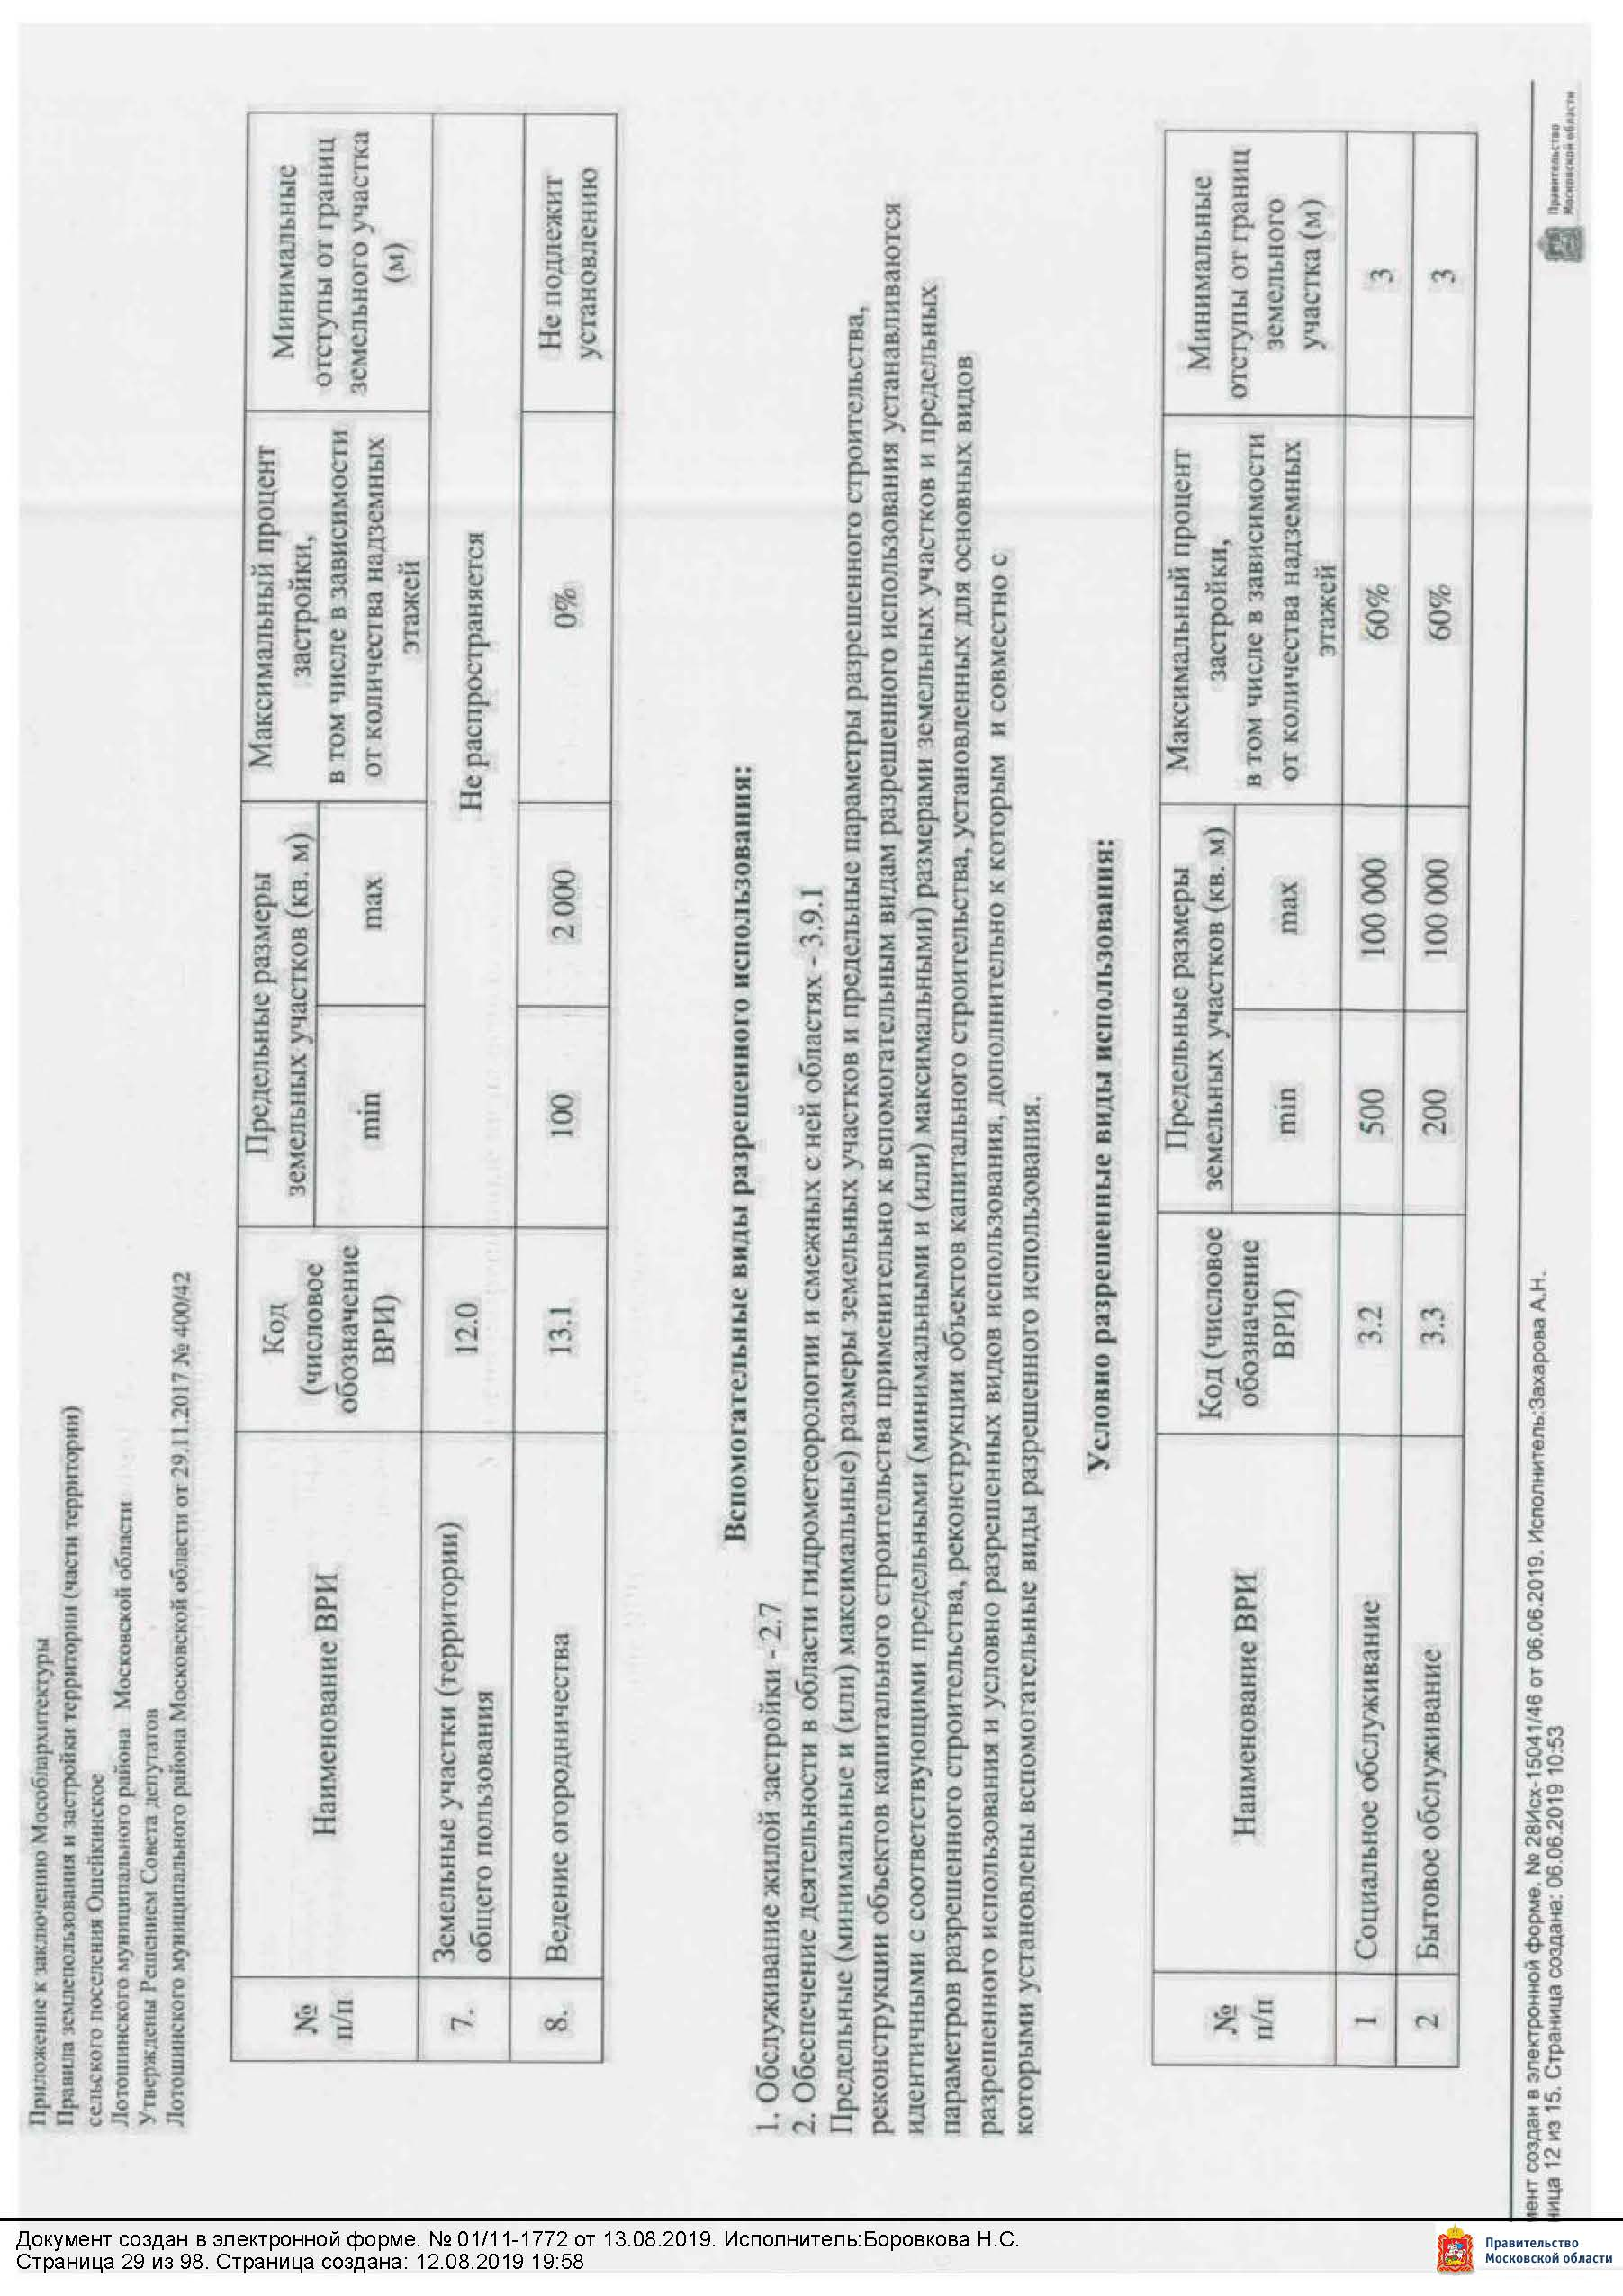 Приложение к заключению Мособлархитектуры
Правила землепользования и застройки территории (части территории)
сельского поселения Ошейкинское
Лотошинского муниципального района Московской области
Утверждены Решением Совета депутатов
Лотошинского муниципального района Московской области от 29.11.2017 № 400/42
№
п/п
Наименование ВРИ
Код
(числовое
обозначение
ВРИ)
Предельные размеры
земельных участков (кв. м)
min
max
Максимальный процент
застройки,
в том числе в зависимости
от количества надземных
этажей
Минимальные
отступы от границ
земельного участка
(м)
7.
Земельные участки (территории)
общего пользования
12.0
Не распространяется
8.
Ведение огородничества
13.1
100
2 000
0%
Не подлежит
установлению
Вспомогательные виды разрешенного использования:
1. Обслуживание жилой застройки - 2.7
2. Обеспечение деятельности в области гидрометеорологии и смежных с ней областях - 3.9.1
Предельные (минимальные и (или) максимальные) размеры земельных участков и предельные параметры разрешенного строительства,
реконструкции объектов капитального строительства применительно к вспомогательным видам разрешенного использования устанавливаются
идентичными с соответствующими предельными (минимальными и (или) максимальными) размерами земельных участков и предельных
параметров разрешенного строительства, реконструкции объектов капитального строительства, установленных для основных видов
разрешенного использования и условно разрешенных видов использования, дополнительно к которым и совместно с
которыми установлены вспомогательные виды разрешенного использования.
Условно разрешенные виды использования:
№
п/п
Наименование ВРИ
Код (числовое
обозначение
ВРИ)
Предельные размеры
земельных участков (кв. м)
min
max
Максимальный процент
застройки,
в том числе в зависимости
от количества надземных
этажей
Минимальные
отступы от границ
земельного
участка (м)
1
Социальное обслуживание
3.2
500
100 000
60%
3
2
Бытовое обслуживание
3.3
200
100 000
60%
3
мент создан в электронной форме. № 28Исх-15041/46 от 06.06.2019. Исполнитель:Захарова А.Н.
ница 12 из 15. Страница создана: 06.06.2019 10:53
Правительство
Московской области
Документ создан в электронной форме. № 01/11-1772 от 13.08.2019. Исполнитель:Боровкова Н.С.
Страница 29 из 98. Страница создана: 12.08.2019 19:58
Правительство
Московской области